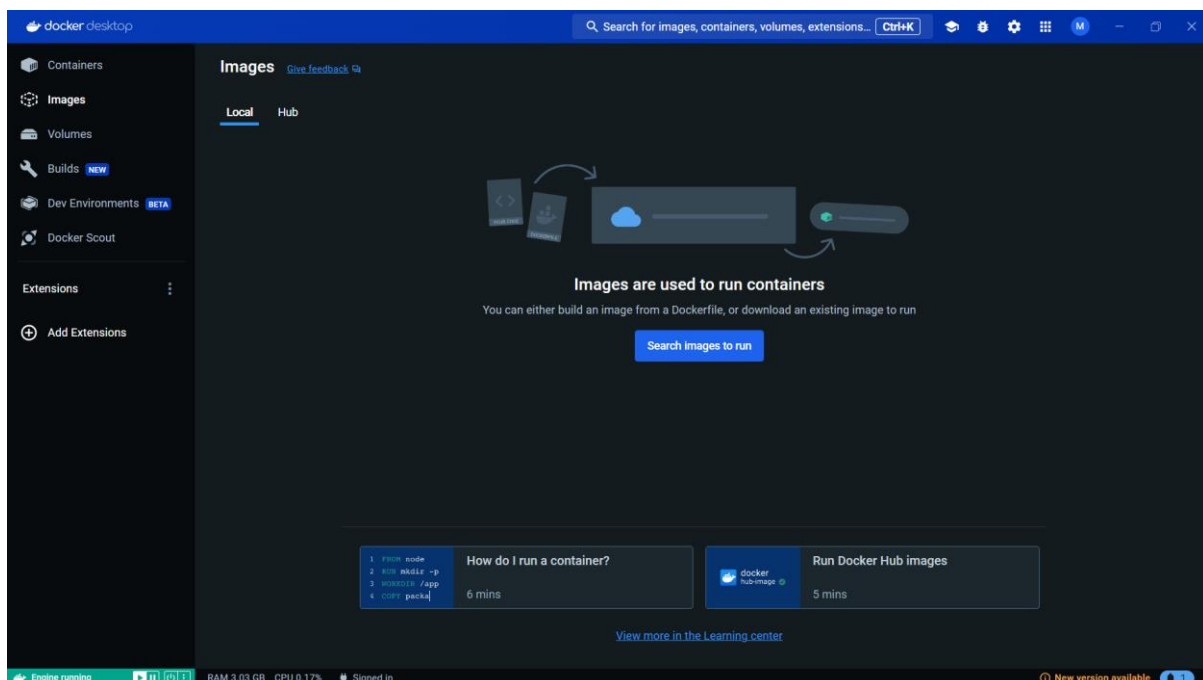 docker desktop
Search for images, containers, volumes, extensions... Ctrl+K
M
Containers
Images
Volumes
Builds NEW
Dev Environments BETA
Docker Scout
Extensions
Add Extensions
Images Give feedback
Local Hub
Images are used to run containers
You can either build an image from a Dockerfile, or download an existing image to run
Search images to run
1 FROM node
2 RUN mkdir -p
3 WORKDIR /app
4 COPY packa
How do I run a container?
6 mins
docker
hub-image
Run Docker Hub images
5 mins
View more in the Learning center
Engine running
RAM 3.03 GB CPU 0.17% Signed in
New version available
1